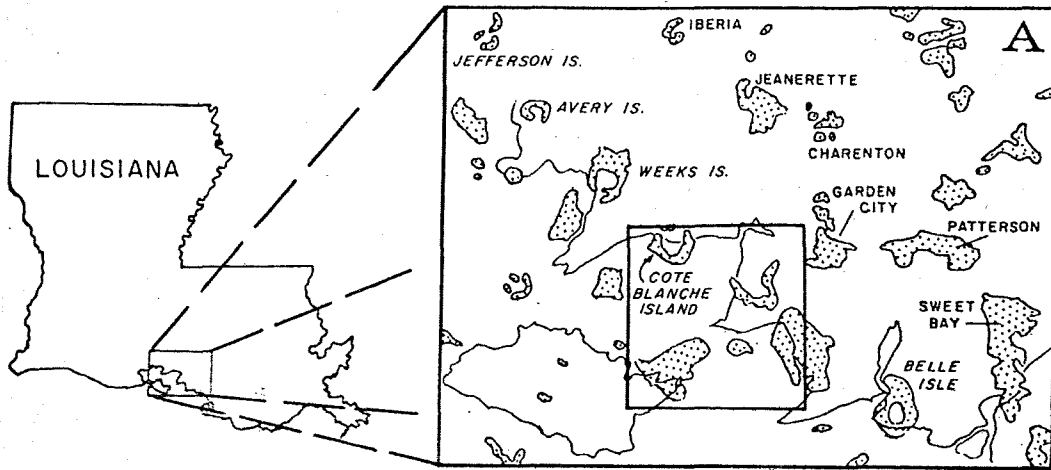 A
IBERIA
JEFFERSON IS.
JEANERETTE
AVERY IS.
CHARENTON
LOUISIANA
WEEKS IS.
GARDEN
CITY
PATTERSON
COTE
BLANCHE
ISLAND
SWEET
BAY
BELLE
ISLE